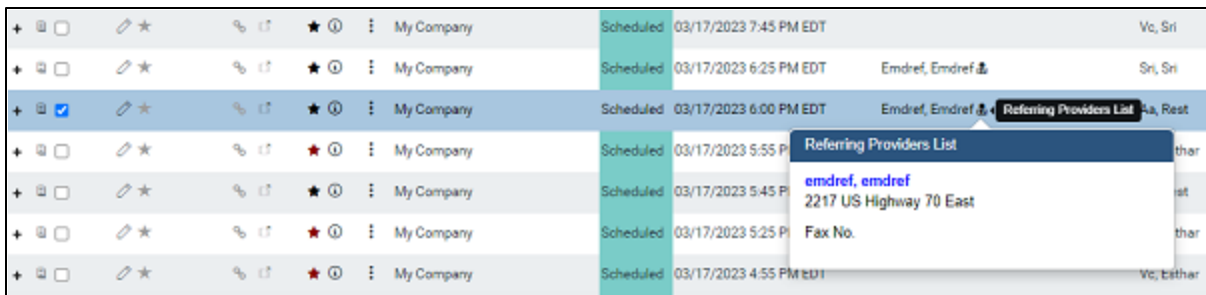 My Company Scheduled 03/17/2023 7:45 PM EDT Vc, Sri
My Company Scheduled 03/17/2023 6:25 PM EDT Emdref, Emdref Sri, Sri
My Company Scheduled 03/17/2023 6:00 PM EDT Emdref, Emdref Referring Providers List Aa, Rest
My Company Scheduled 03/17/2023 5:55 P
Referring Providers List
My Company Scheduled 03/17/2023 5:45 P
emdref, emdref
2217 US Highway 70 East
My Company Scheduled 03/17/2023 5:25 P
Fax No.
My Company Scheduled 03/17/2023 4:55 PM EDT Vc, Esthar